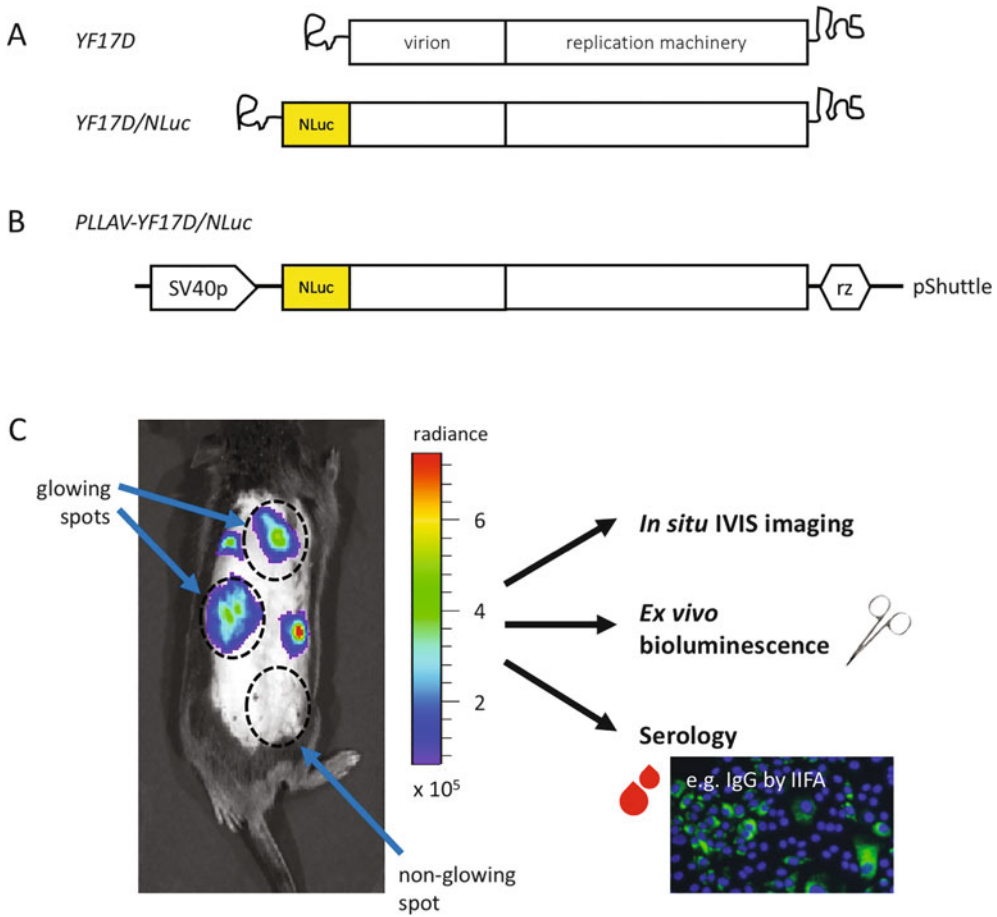 A
YF17D
virion
replication machinery
YF17D/NLuc
NLuc
B
PLLAV-YF17D/NLuc
SV40p
NLuc
rz
pShuttle
C
radiance
glowing
spots
6
4
2
x 10⁵
non-glowing
spot
In situ IVIS imaging
Ex vivo
bioluminescence
Serology
e.g. IgG by IIFA